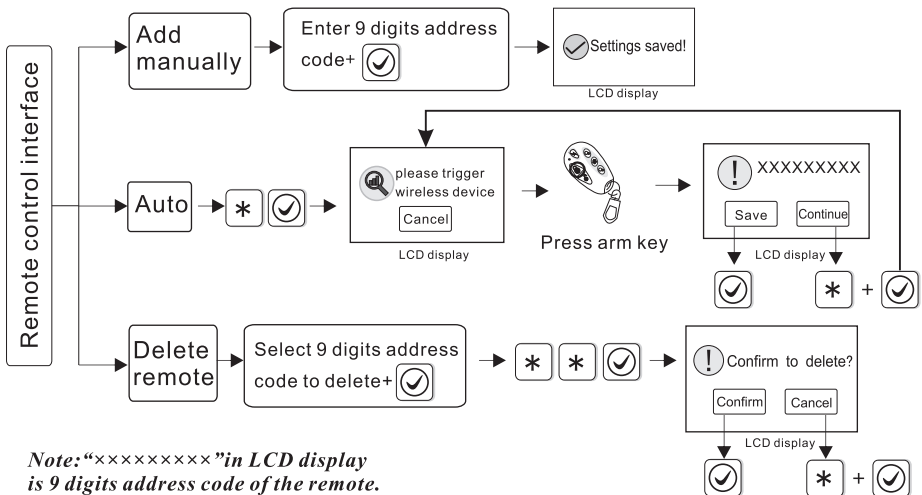 Remote control interface
Add
manually
Enter 9 digits address
code+
Settings saved!
LCD display
Auto
*
please trigger
wireless device
Cancel
LCD display
Press arm key
! XXXXXXXXX
Save
Continue
LCD display
* +
Delete
remote
Select 9 digits address
code to delete+
* *
! Confirm to delete?
Confirm
Cancel
LCD display
* +
Note:“×××××××××”in LCD display
is 9 digits address code of the remote.